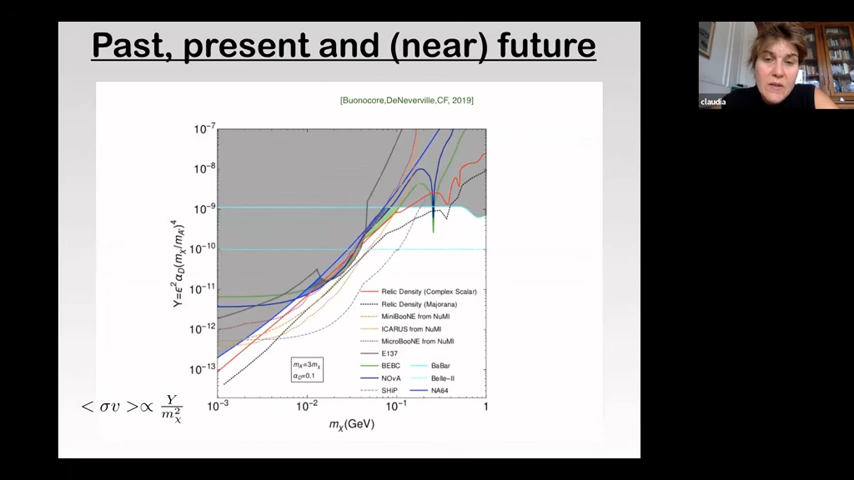 Past, present and (near) future
[Buonocore,DeNeverville,CF, 2019]
claudia
10⁻⁷
10⁻⁸
10⁻⁹
10⁻¹⁰
10⁻¹¹
10⁻¹²
10⁻¹³
Y=ϵ²α_D(m_χ/m_A')⁴
Relic Density (Complex Scalar)
Relic Density (Majorana)
MiniBooNE from NuMI
ICARUS from NuMI
MicroBooNE from NuMI
E137
BEBC BaBar
NOvA Belle-II
SHiP NA64
m_A'=3m_χ
α_D=0.1
10⁻³ 10⁻² 10⁻¹ 1
m_χ(GeV)
< σv >∝ Y/m_χ²